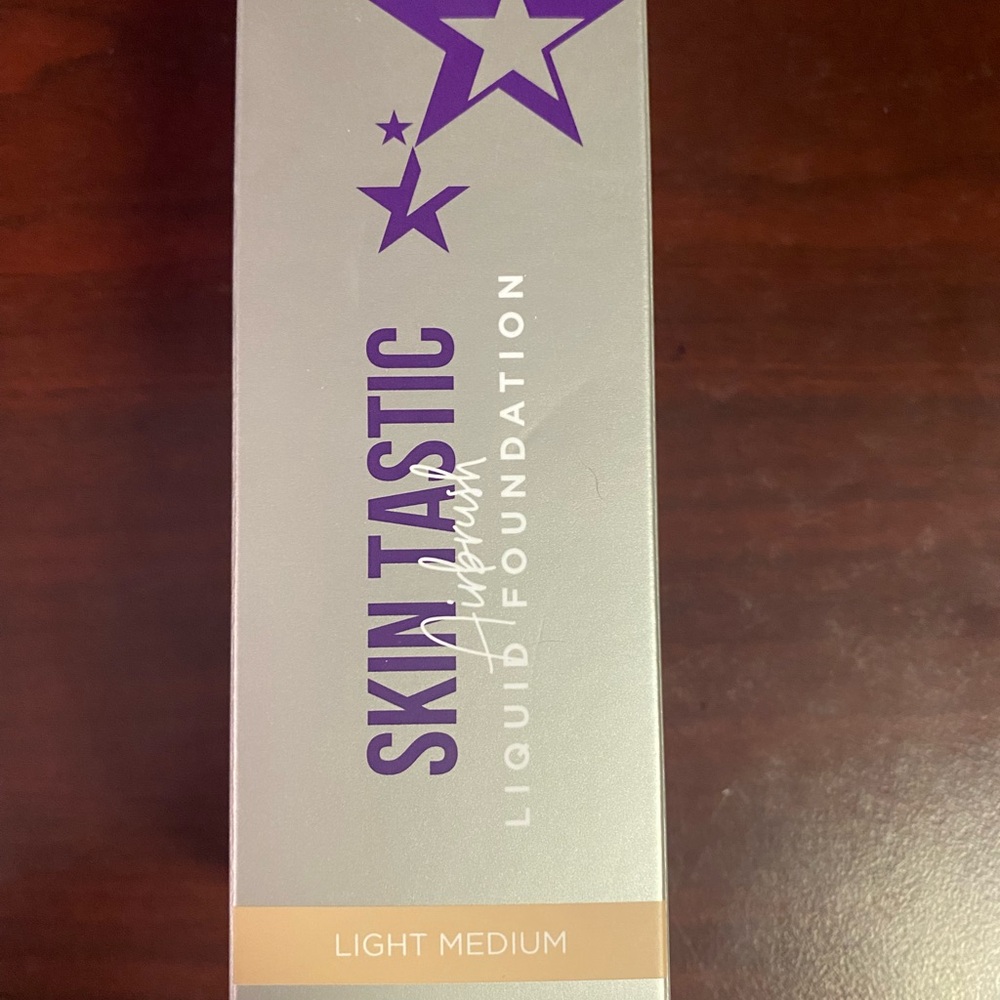 SKIN TASTIC
Airbrush
LIQUID FOUNDATION
LIGHT MEDIUM